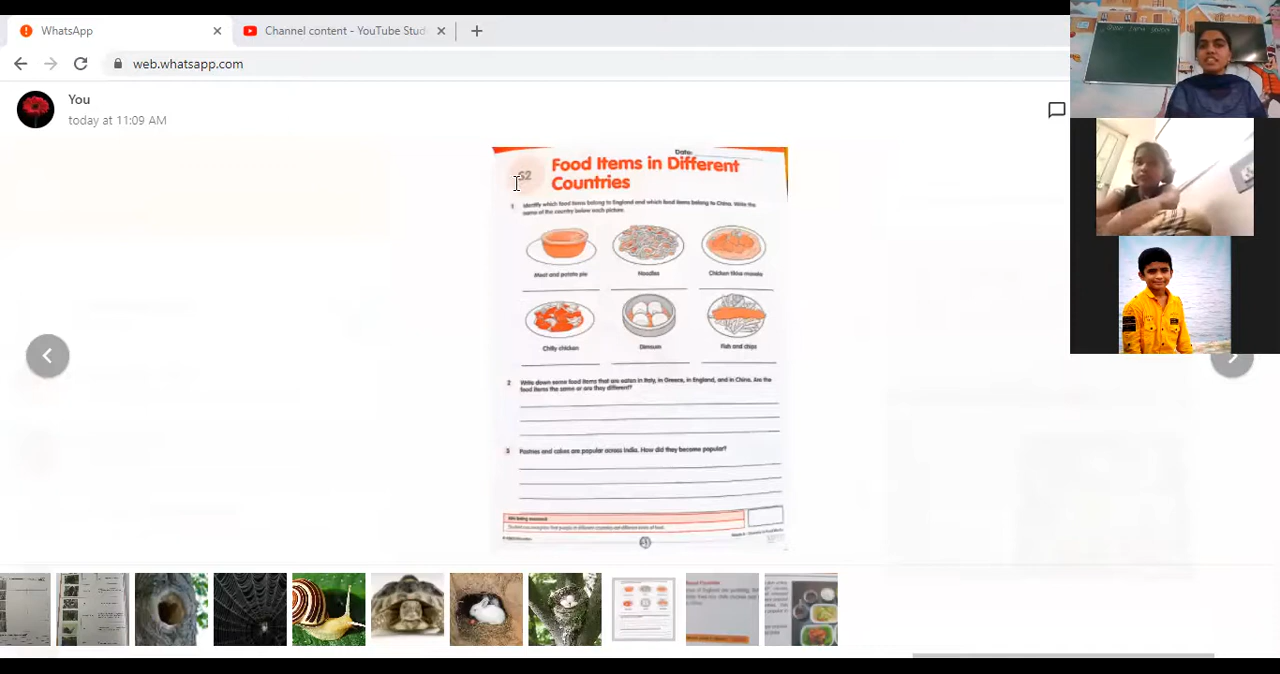 WhatsApp
Channel content - YouTube Stud
web.whatsapp.com
You
today at 11:09 AM
Date:
S2
Food Items in Different
Countries
1 Identify which food items belong to England and which food items belong to China. Write the
name of the country below each picture.
Meat and potato pie
Noodles
Chicken tikka masala
Chilly chicken
Dimsum
Fish and chips
2 Write down some food items that are eaten in Italy, in Greece, in England, and in China. Are the
food items the same or are they different?
3 Pastries and cakes are popular across India. How did they become popular?